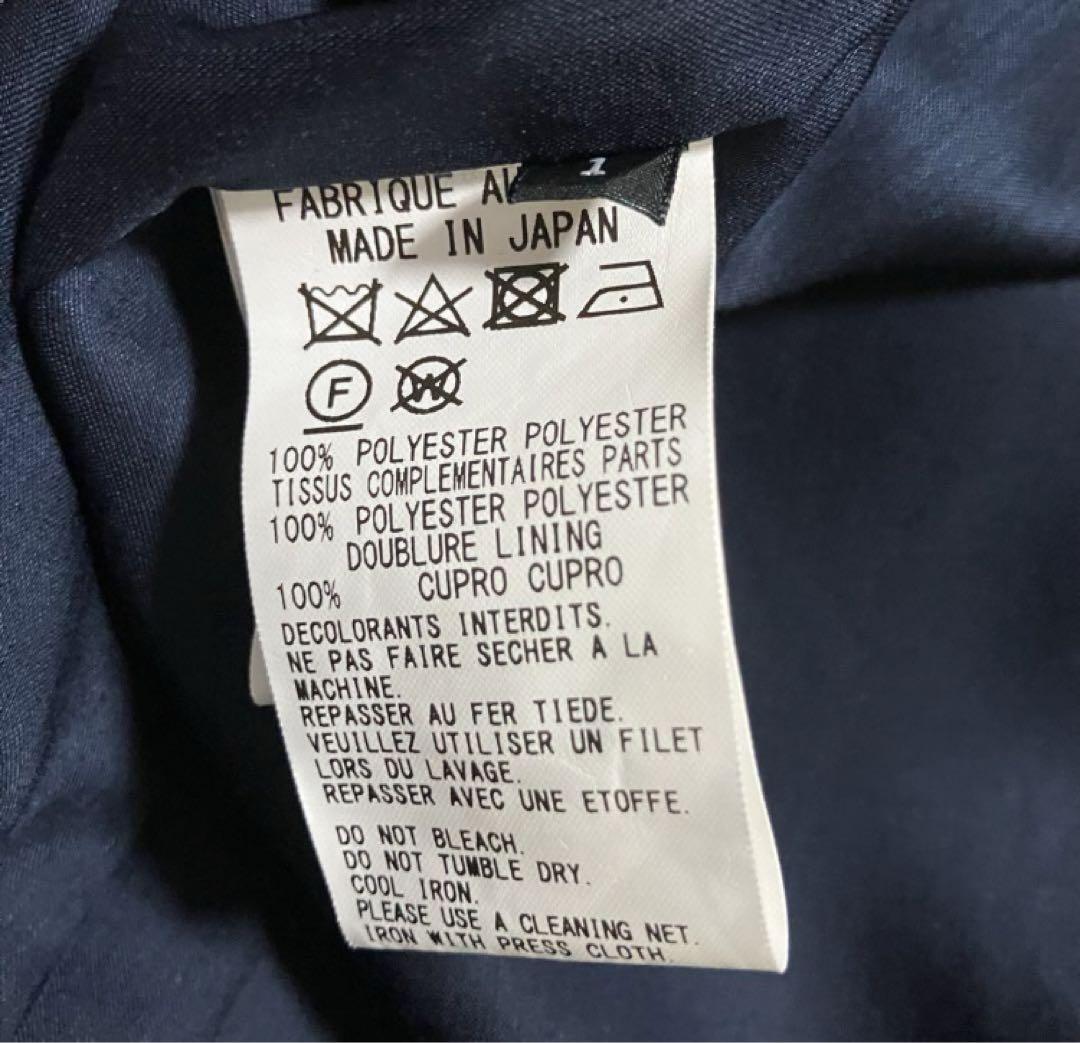 1
FABRIQUE
MADE IN JAPAN
F W
100% POLYESTER POLYESTER
TISSUS COMPLEMENTAIRES PARTS
100% POLYESTER POLYESTER
DOUBLURE LINING
100% CUPRO CUPRO
DECOLORANTS INTERDITS.
NE PAS FAIRE SECHER A LA
MACHINE.
REPASSER AU FER TIEDE.
VEUILLEZ UTILISER UN FILET
LORS DU LAVAGE.
REPASSER AVEC UNE ETOFFE.
DO NOT BLEACH.
DO NOT TUMBLE DRY.
COOL IRON.
PLEASE USE A CLEANING NET.
IRON WITH PRESS CLOTH.